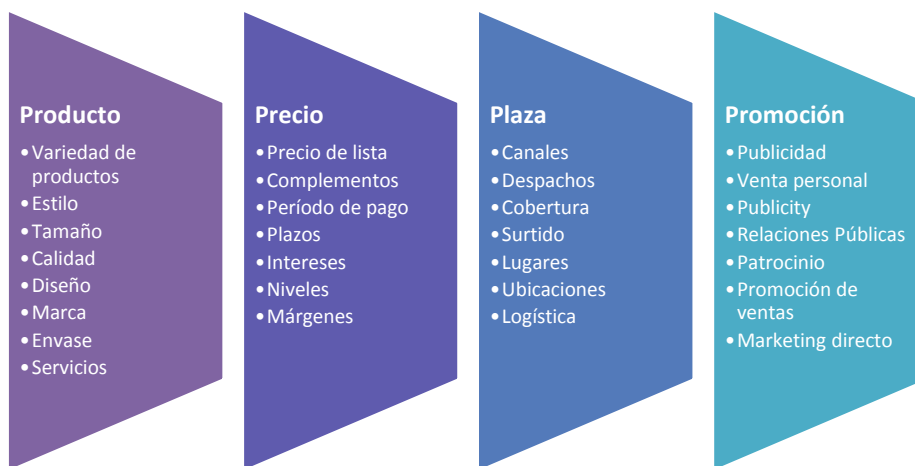 Producto
•Variedad de
productos
•Estilo
•Tamaño
•Calidad
•Diseño
•Marca
•Envase
•Servicios
Precio
•Precio de lista
•Complementos
•Período de pago
•Plazos
•Intereses
•Niveles
•Márgenes
Plaza
•Canales
•Despachos
•Cobertura
•Surtido
•Lugares
•Ubicaciones
•Logística
Promoción
•Publicidad
•Venta personal
•Publicity
•Relaciones Públicas
•Patrocinio
•Promoción de
ventas
•Marketing directo